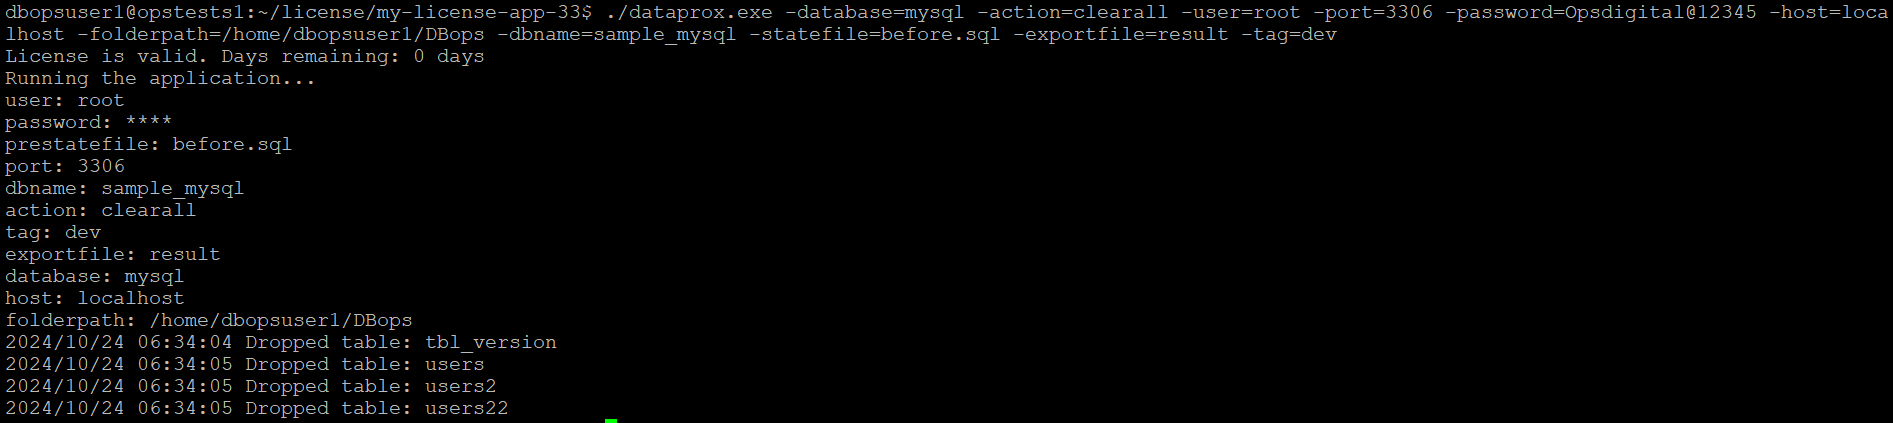 dbopsuser1@opstests1:~/license/my-license-app-33$ ./dataprox.exe -database=mysql -action=clearall -user=root -port=3306 -password=Opsdigital@12345 -host=loca
lhost -folderpath=/home/dbopsuser1/DBops -dbname=sample_mysql -statefile=before.sql -exportfile=result -tag=dev
License is valid. Days remaining: 0 days
Running the application...
user: root
password: ****
prestatefile: before.sql
port: 3306
dbname: sample_mysql
action: clearall
tag: dev
exportfile: result
database: mysql
host: localhost
folderpath: /home/dbopsuser1/DBops
2024/10/24 06:34:04 Dropped table: tbl_version
2024/10/24 06:34:05 Dropped table: users
2024/10/24 06:34:05 Dropped table: users2
2024/10/24 06:34:05 Dropped table: users22